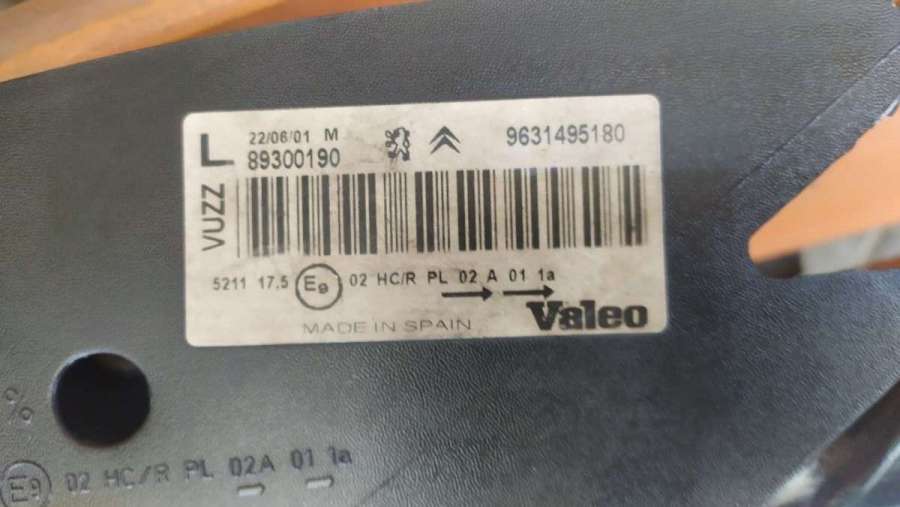 L
VUZZ
22/06/01 M
89300190
9631495180
5211 17,5 E9 02 HC/R PL 02 A 01 1a
MADE IN SPAIN
Valeo
%
E9 02 HC/R PL 02A 01 1a